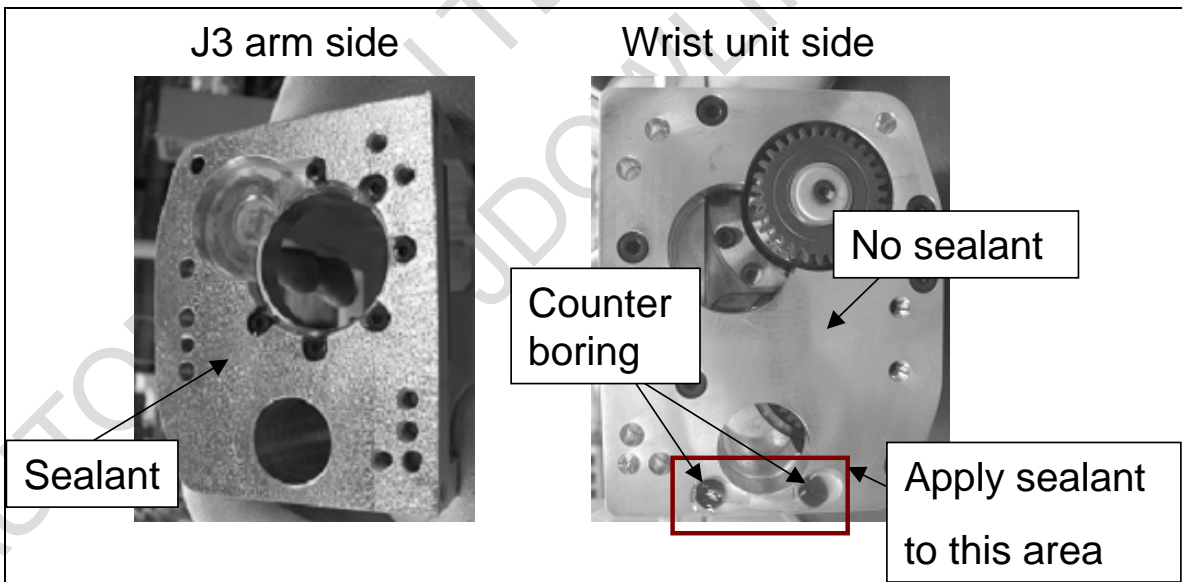 J3 arm side
Wrist unit side
No sealant
Counter
boring
Sealant
Apply sealant
to this area